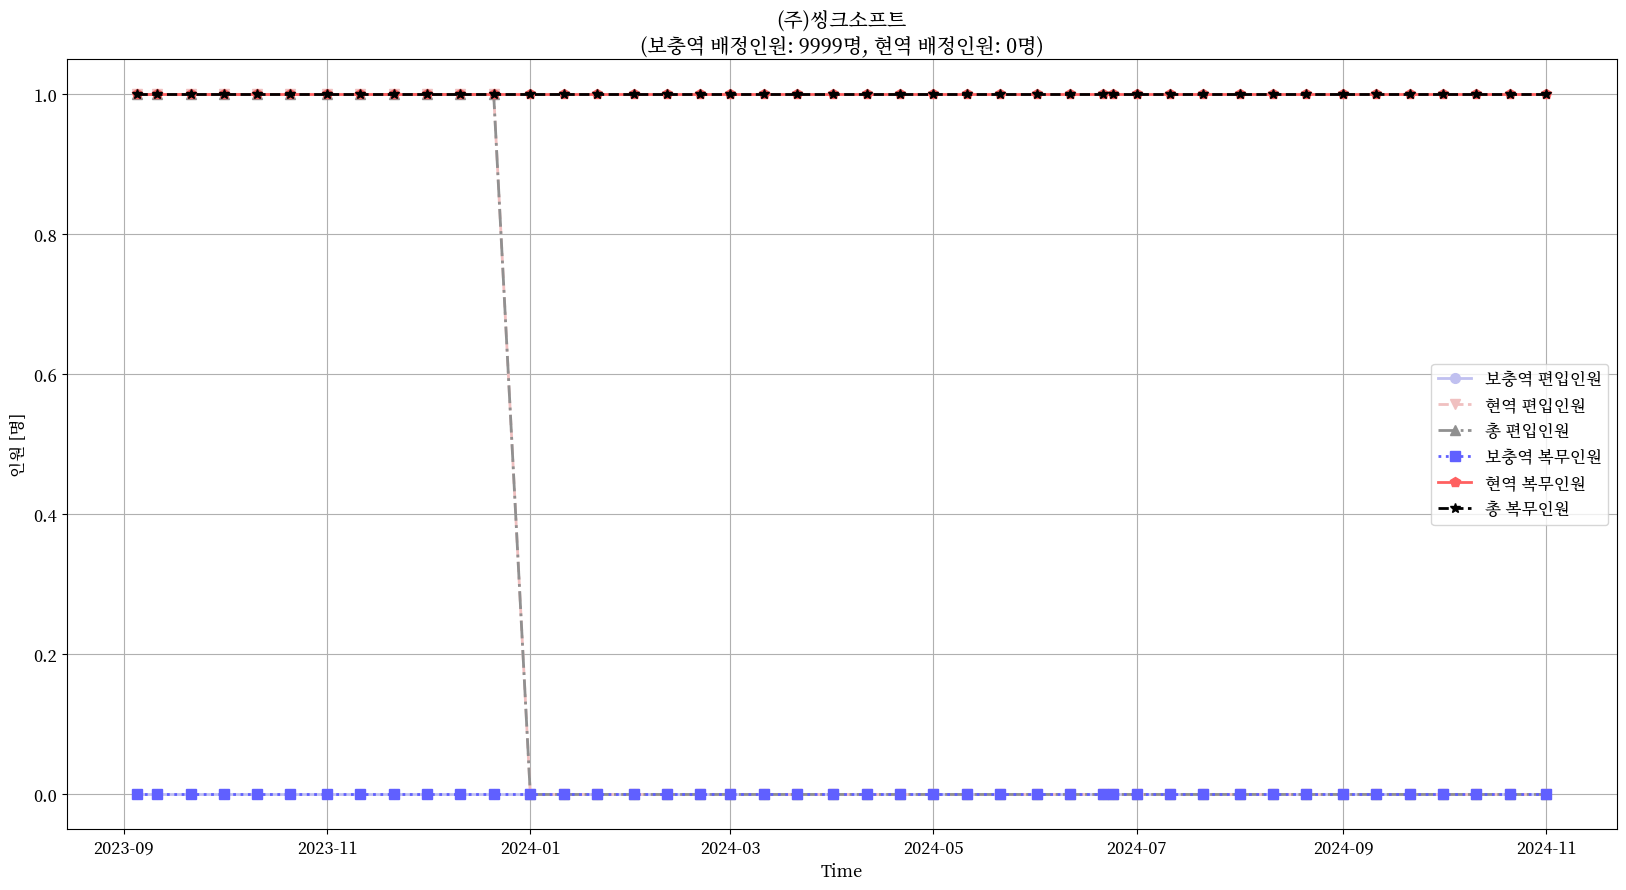 (주)씽크소프트
(보충역 배정인원: 9999명, 현역 배정인원: 0명)
인원 [명]
1.0
0.8
0.6
0.4
0.2
0.0
보충역 편입인원
현역 편입인원
총 편입인원
보충역 복무인원
현역 복무인원
총 복무인원
2023-09
2023-11
2024-01
2024-03
2024-05
2024-07
2024-09
2024-11
Time